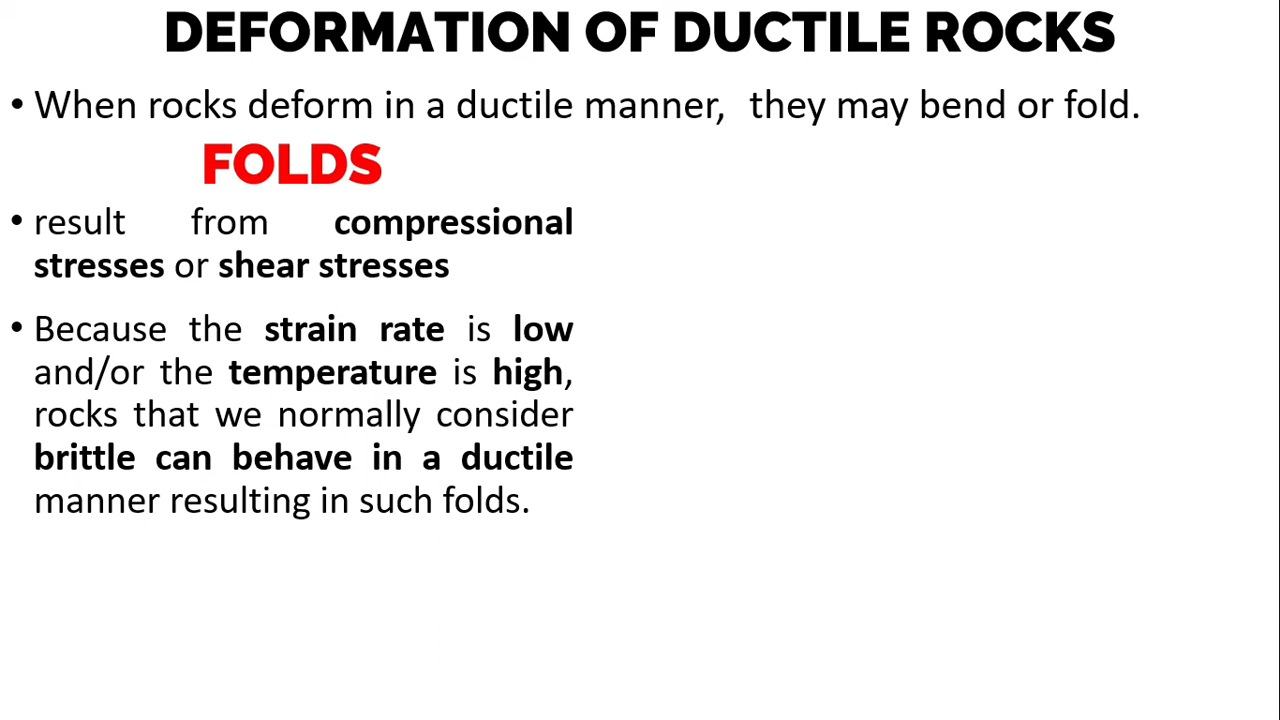 DEFORMATION OF DUCTILE ROCKS
• When rocks deform in a ductile manner, they may bend or fold.
FOLDS
• result from compressional
stresses or shear stresses
• Because the strain rate is low
and/or the temperature is high,
rocks that we normally consider
brittle can behave in a ductile
manner resulting in such folds.